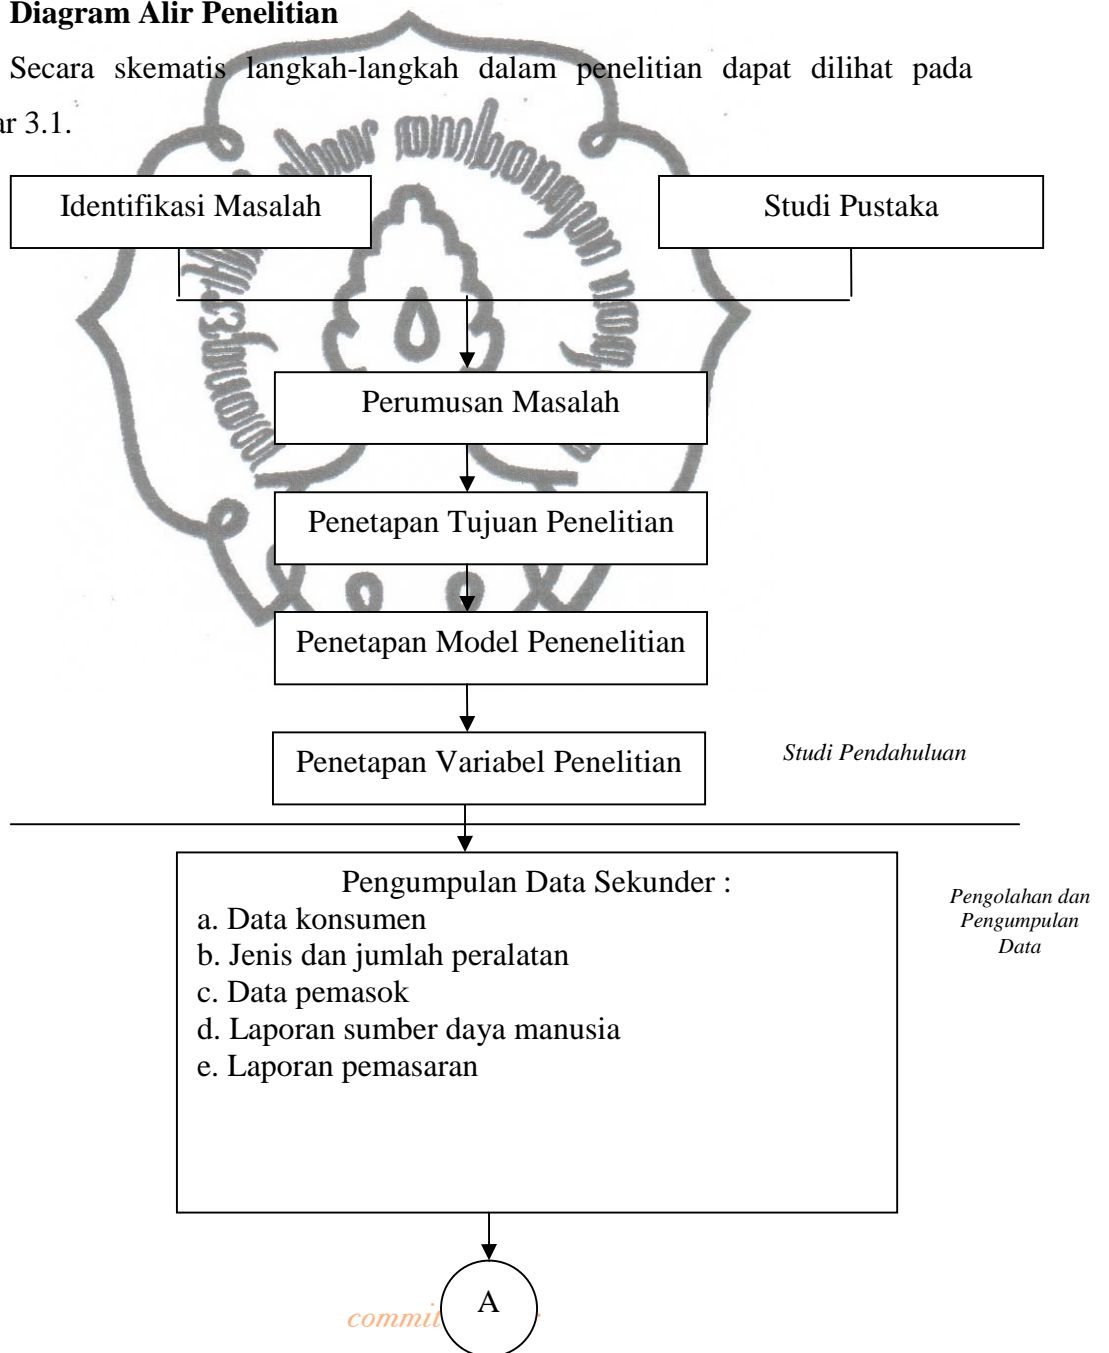 Diagram Alir Penelitian
Secara skematis langkah-langkah dalam penelitian dapat dilihat pada
ar 3.1.
Identifikasi Masalah
Studi Pustaka
Perumusan Masalah
Penetapan Tujuan Penelitian
Penetapan Model Penenelitian
Penetapan Variabel Penelitian
Studi Pendahuluan
Pengumpulan Data Sekunder :
a. Data konsumen
b. Jenis dan jumlah peralatan
c. Data pemasok
d. Laporan sumber daya manusia
e. Laporan pemasaran
Pengolahan dan
Pengumpulan
Data
A
commit